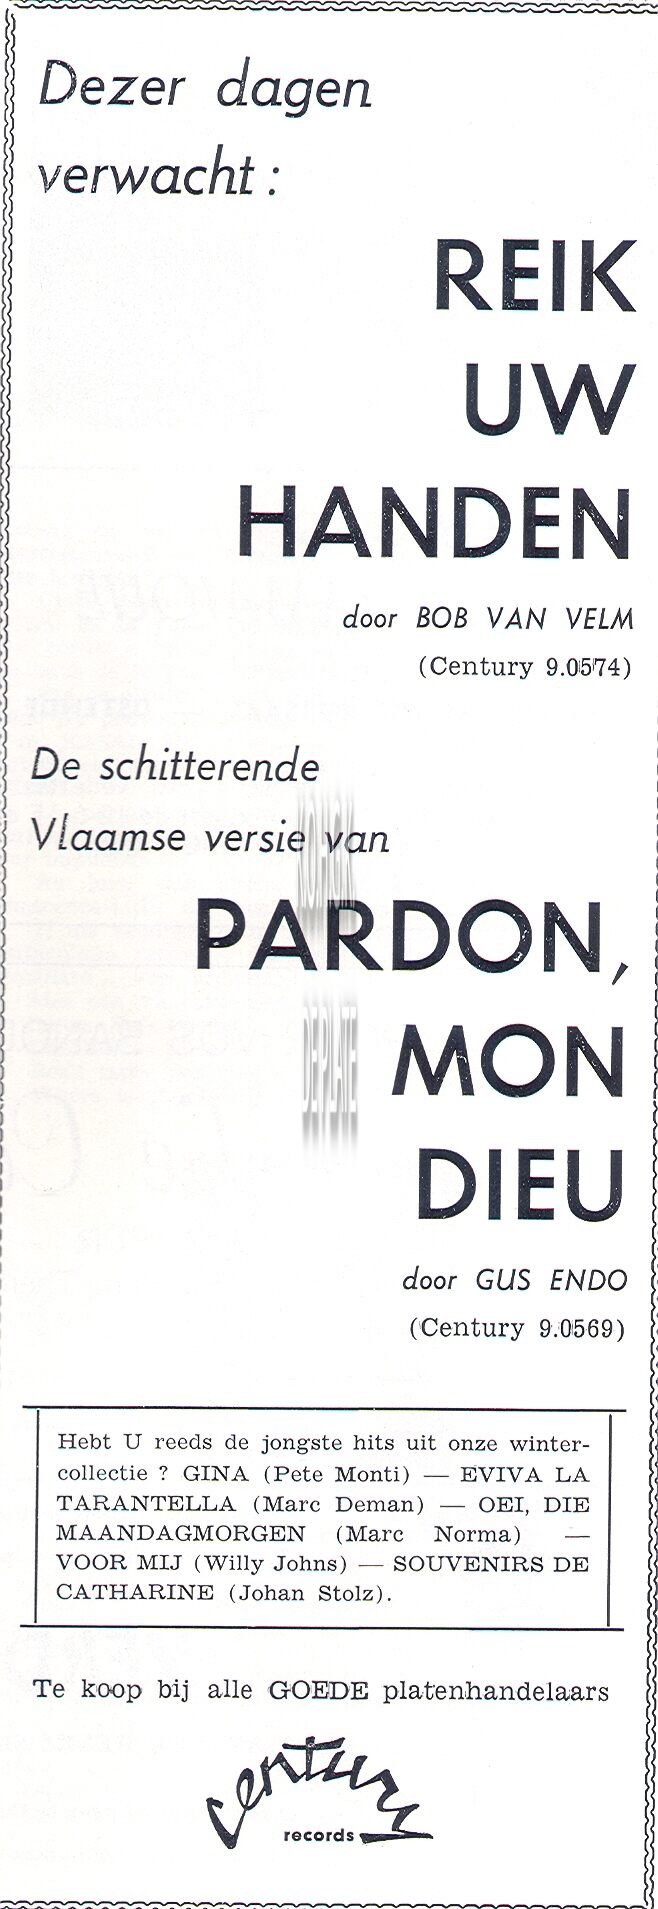 Dezer dagen
verwacht :
REIK
UW
HANDEN
door BOB VAN VELM
(Century 9.0574)
De schitterende
Vlaamse versie van
PARDON,
MON
DIEU
door GUS ENDO
(Century 9.0569)
Hebt U reeds de jongste hits uit onze winter-
collectie ? GINA (Pete Monti) — EVIVA LA
TARANTELLA (Marc Deman) — OEI, DIE
MAANDAGMORGEN (Marc Norma) —
VOOR MIJ (Willy Johns) — SOUVENIRS DE
CATHARINE (Johan Stolz).
Te koop bij alle GOEDE platenhandelaars
century
records
DE PLATE